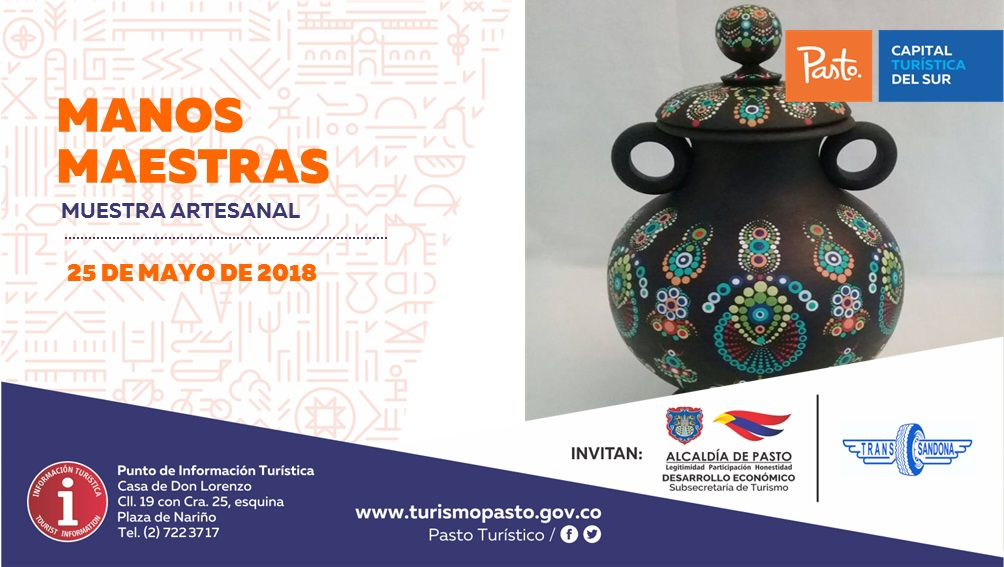 MANOS
MAESTRAS
MUESTRA ARTESANAL
25 DE MAYO DE 2018
Pasto.
CAPITAL
TURÍSTICA
DEL SUR
INVITAN:
ALCALDÍA DE PASTO
Legitimidad Participación Honestidad
DESARROLLO ECONÓMICO
Subsecretaría de Turismo
TRANS SANDONA
INFORMACIÓN TURÍSTICA
i
TOURIST INFORMATION
Punto de Información Turística
Casa de Don Lorenzo
Cll. 19 con Cra. 25, esquina
Plaza de Nariño
Tel. (2) 7223717
www.turismopasto.gov.co
Pasto Turístico /